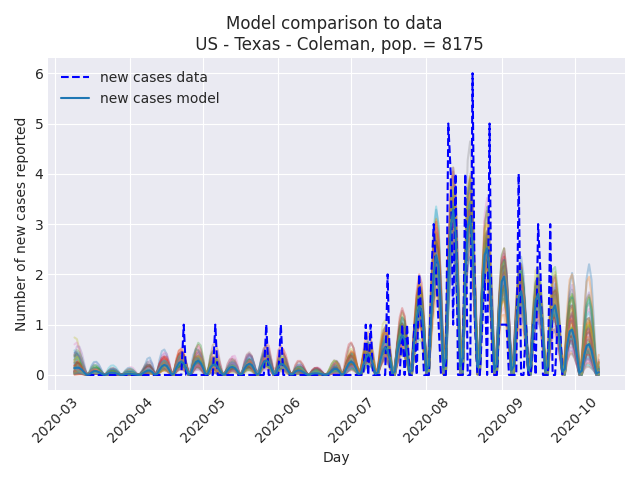 Model comparison to data
US - Texas - Coleman, pop. = 8175
new cases data
new cases model
Number of new cases reported
6
5
4
3
2
1
0
2020-03
2020-04
2020-05
2020-06
2020-07
2020-08
2020-09
2020-10
Day